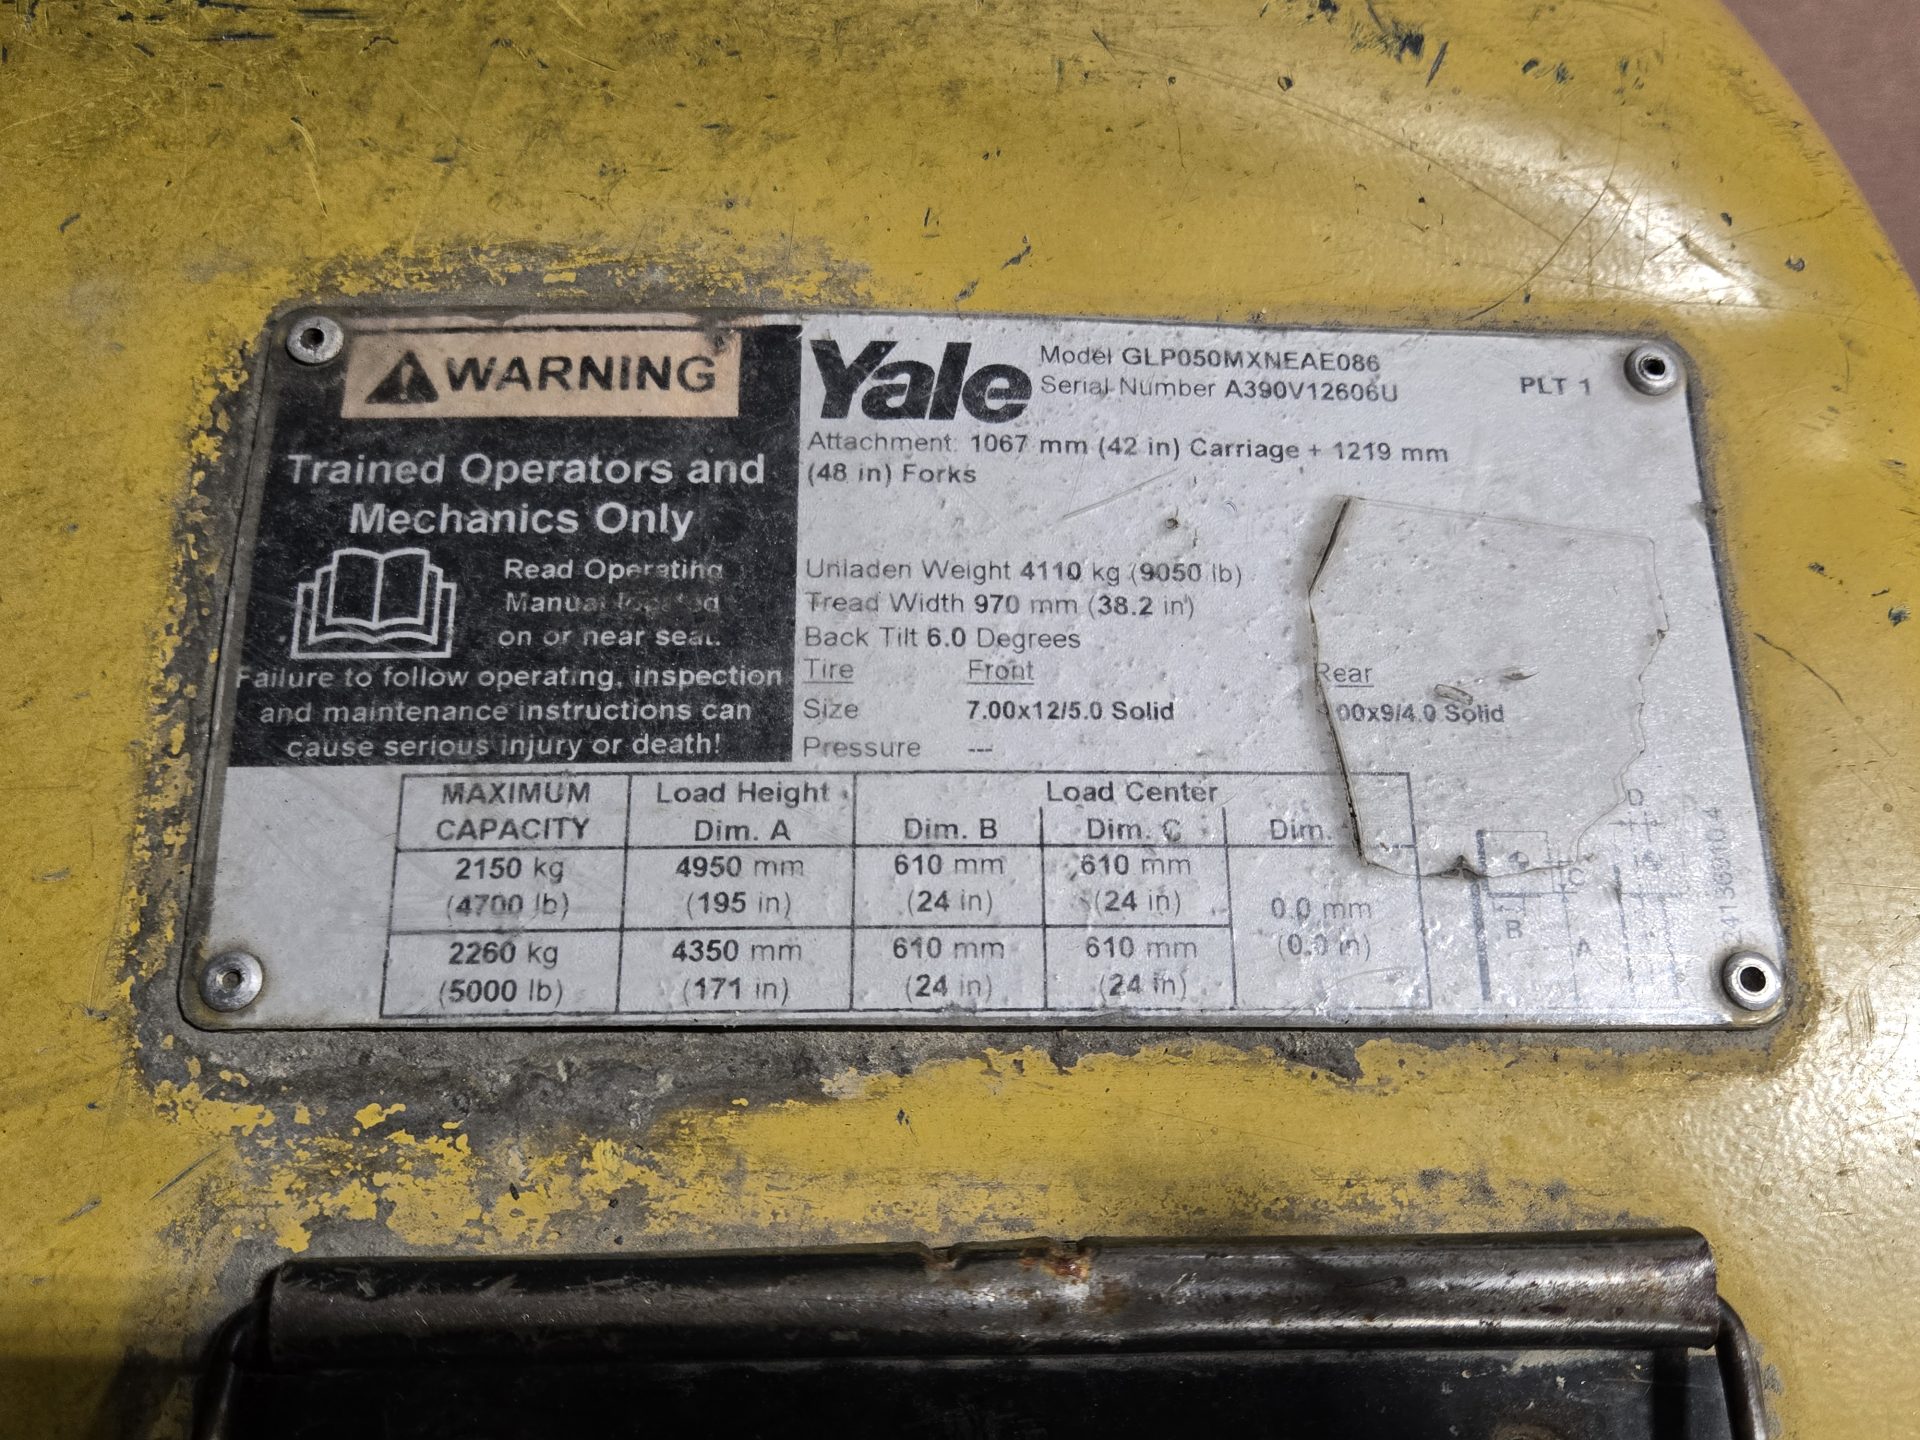 WARNING
Trained Operators and
Mechanics Only
Read Operating
Manual located
on or near seat.
Failure to follow operating, inspection
and maintenance instructions can
cause serious injury or death!
Yale
Model GLP050MXNEAE086
Serial Number A390V12606U
PLT 1
Attachment: 1067 mm (42 in) Carriage + 1219 mm
(48 in) Forks
Unladen Weight 4110 kg (9050 lb)
Tread Width 970 mm (38.2 in)
Back Tilt 6.0 Degrees
Tire Front Rear
Size 7.00x12/5.0 Solid Solid
Pressure ---
MAXIMUM Load Height Load Center
CAPACITY Dim. A Dim. B Dim. C Dim.
2150 kg 4950 mm 610 mm 610 mm
(4700 lb) (195 in) (24 in) (24 in) 0.0 mm
2260 kg 4350 mm 610 mm 610 mm (0.0 in)
(5000 lb) (171 in) (24 in) (24 in)
D
C
B
A